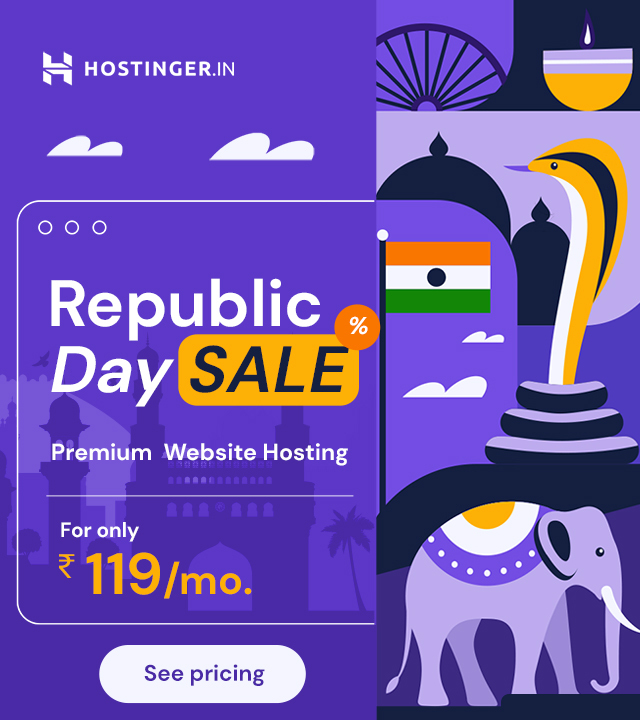 HOSTINGER.IN
Republic
%
Day SALE
Premium Website Hosting
For only
₹ 119/mo.
See pricing